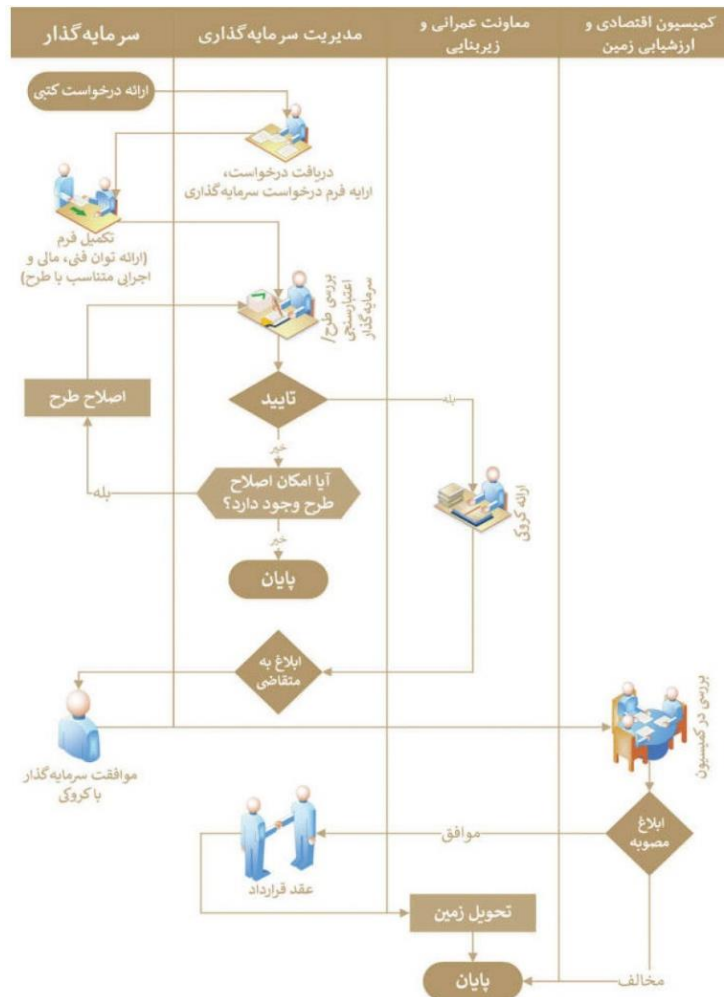 کمیسیون اقتصادی و
ارزشیابی زمین
معاونت عمرانی و
زیربنایی
مدیریت سرمایه‌گذاری
سرمایه‌گذار
ارائه درخواست کتبی
دریافت درخواست،
ارایه فرم درخواست سرمایه‌گذاری
تکمیل فرم
(ارائه توان فنی، مالی و
اجرایی متناسب با طرح)
بررسی طرح/
اعتبارسنجی
سرمایه‌گذار
اصلاح طرح
تایید
بله
خیر
آیا امکان اصلاح
طرح وجود دارد؟
بله
خیر
پایان
ارائه کروکی
ابلاغ به
متقاضی
موافقت سرمایه‌گذار
با کروکی
بررسی در کمیسیون
ابلاغ
مصوبه
موافق
عقد قرارداد
تحویل زمین
مخالف
پایان